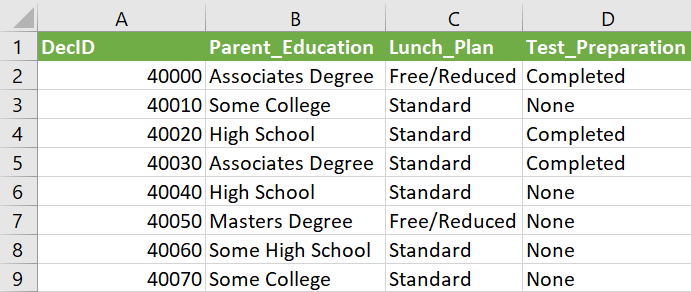 A B C D
1 DecID Parent_Education Lunch_Plan Test_Preparation
2 40000 Associates Degree Free/Reduced Completed
3 40010 Some College Standard None
4 40020 High School Standard Completed
5 40030 Associates Degree Standard Completed
6 40040 High School Standard None
7 40050 Masters Degree Free/Reduced None
8 40060 Some High School Standard None
9 40070 Some College Standard None